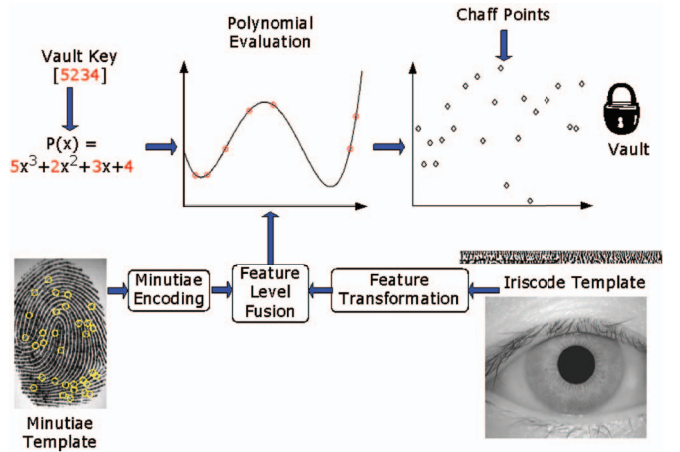 Vault Key
[5234]
P(x) =
5x³+2x²+3x+4
Polynomial
Evaluation
Chaff Points
Vault
Minutiae
Encoding
Feature
Level
Fusion
Feature
Transformation
Iriscode Template
Minutiae
Template